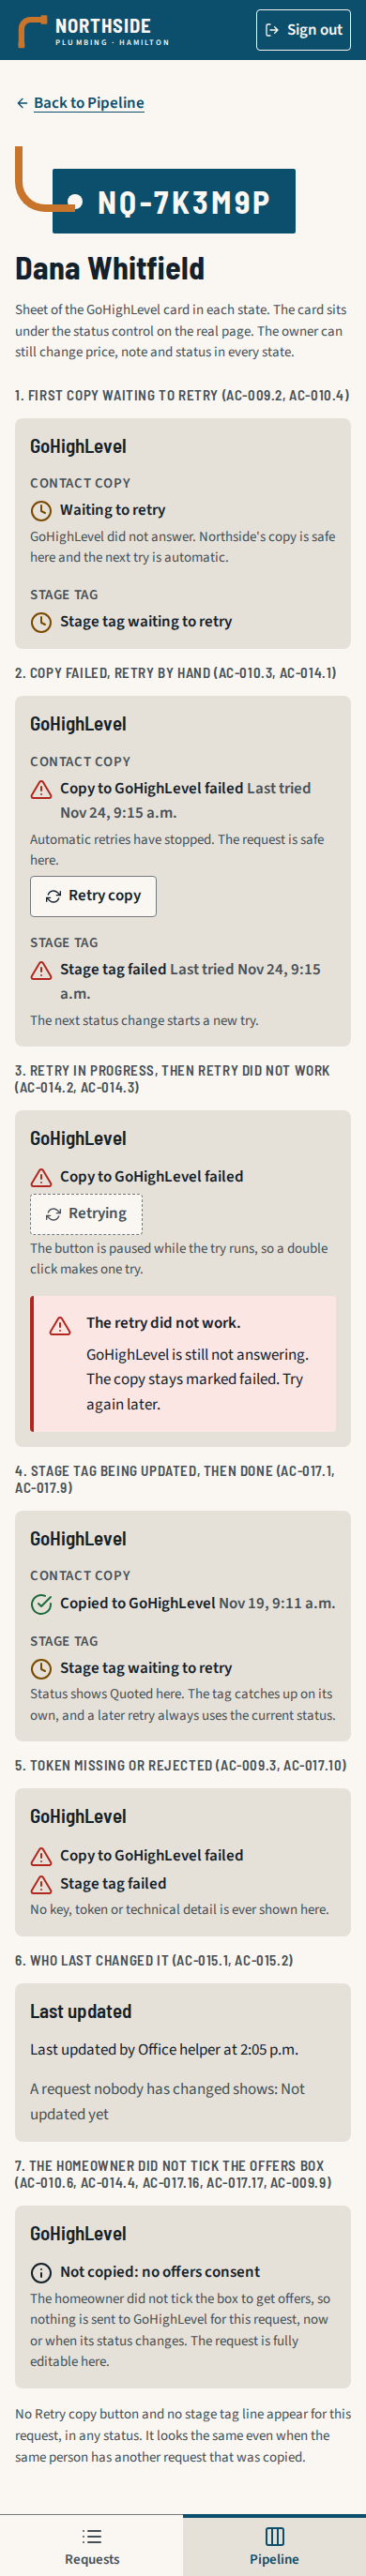 NORTHSIDE
PLUMBING · HAMILTON
Sign out
Back to Pipeline
NQ-7K3M9P
Dana Whitfield
Sheet of the GoHighLevel card in each state. The card sits
under the status control on the real page. The owner can
still change price, note and status in every state.
1. FIRST COPY WAITING TO RETRY (AC-009.2, AC-010.4)
GoHighLevel
CONTACT COPY
Waiting to retry
GoHighLevel did not answer. Northside's copy is safe
here and the next try is automatic.
STAGE TAG
Stage tag waiting to retry
2. COPY FAILED, RETRY BY HAND (AC-010.3, AC-014.1)
GoHighLevel
CONTACT COPY
Copy to GoHighLevel failed Last tried
Nov 24, 9:15 a.m.
Automatic retries have stopped. The request is safe
here.
Retry copy
STAGE TAG
Stage tag failed Last tried Nov 24, 9:15
a.m.
The next status change starts a new try.
3. RETRY IN PROGRESS, THEN RETRY DID NOT WORK
(AC-014.2, AC-014.3)
GoHighLevel
Copy to GoHighLevel failed
Retrying
The button is paused while the try runs, so a double
click makes one try.
The retry did not work.
GoHighLevel is still not answering.
The copy stays marked failed. Try
again later.
4. STAGE TAG BEING UPDATED, THEN DONE (AC-017.1,
AC-017.9)
GoHighLevel
CONTACT COPY
Copied to GoHighLevel Nov 19, 9:11 a.m.
STAGE TAG
Stage tag waiting to retry
Status shows Quoted here. The tag catches up on its
own, and a later retry always uses the current status.
5. TOKEN MISSING OR REJECTED (AC-009.3, AC-017.10)
GoHighLevel
Copy to GoHighLevel failed
Stage tag failed
No key, token or technical detail is ever shown here.
6. WHO LAST CHANGED IT (AC-015.1, AC-015.2)
Last updated
Last updated by Office helper at 2:05 p.m.
A request nobody has changed shows: Not
updated yet
7. THE HOMEOWNER DID NOT TICK THE OFFERS BOX
(AC-010.6, AC-014.4, AC-017.16, AC-017.17, AC-009.9)
GoHighLevel
Not copied: no offers consent
The homeowner did not tick the box to get offers, so
nothing is sent to GoHighLevel for this request, now
or when its status changes. The request is fully
editable here.
No Retry copy button and no stage tag line appear for this
request, in any status. It looks the same even when the
same person has another request that was copied.
Requests
Pipeline